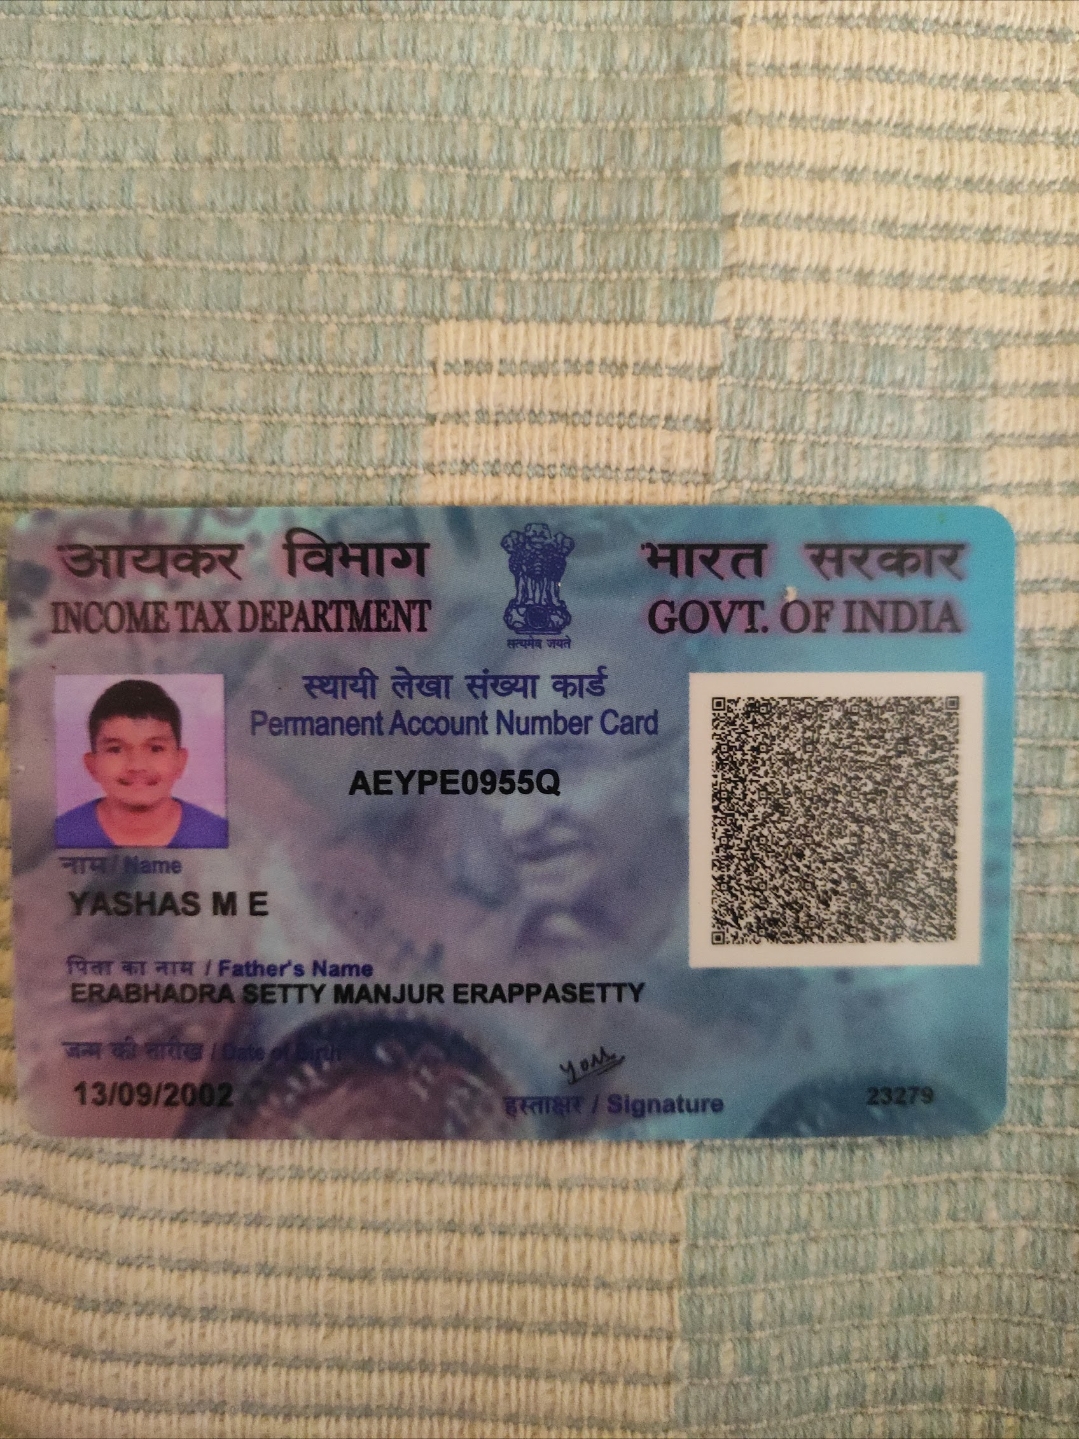 आयकर विभाग
INCOME TAX DEPARTMENT
सत्यमेव जयते
भारत सरकार
GOVT. OF INDIA
स्थायी लेखा संख्या कार्ड
Permanent Account Number Card
AEYPE0955Q
नाम / Name
YASHAS M E
पिता का नाम / Father's Name
ERABHADRA SETTY MANJUR ERAPPASETTY
जन्म की तारीख / Date of Birth
13/09/2002
हस्ताक्षर / Signature
23279